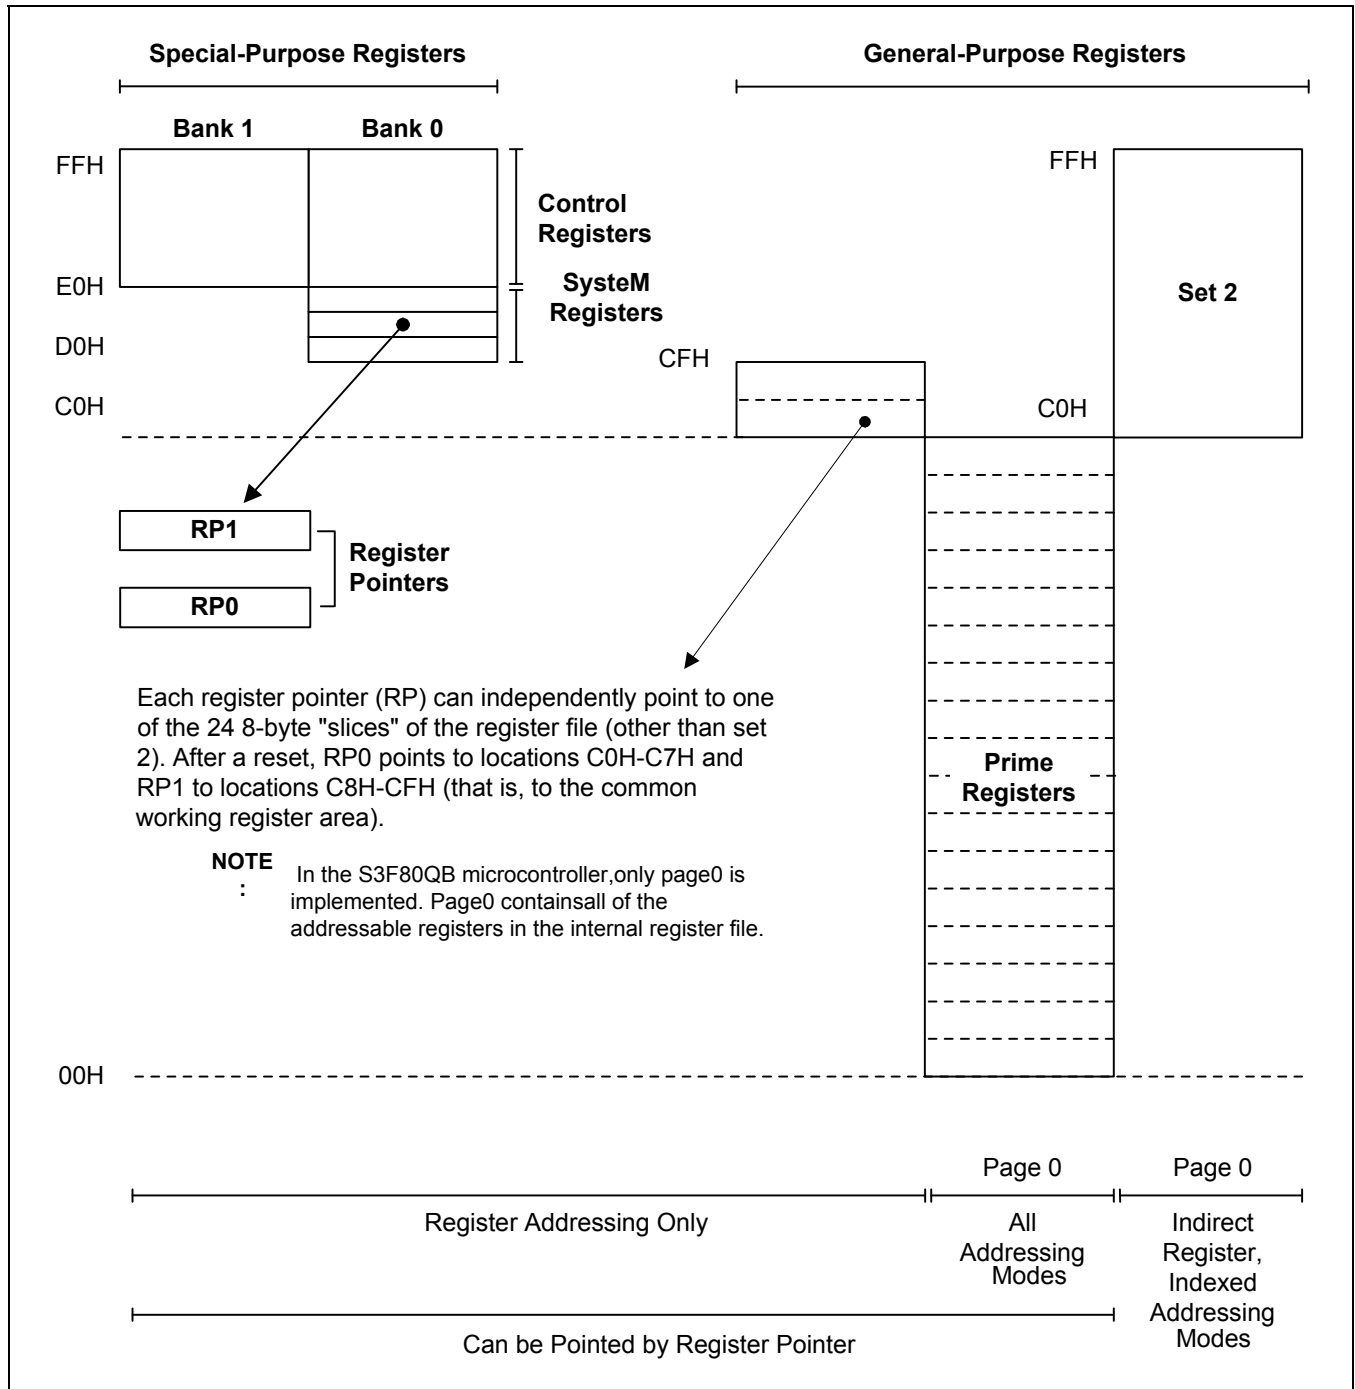 Special-Purpose Registers
General-Purpose Registers
Bank 1
Bank 0
FFH
E0H
D0H
C0H
Control
Registers
SysteM
Registers
FFH
Set 2
CFH
C0H
RP1
RP0
Register
Pointers
Each register pointer (RP) can independently point to one
of the 24 8-byte "slices" of the register file (other than set
2). After a reset, RP0 points to locations C0H-C7H and
RP1 to locations C8H-CFH (that is, to the common
working register area).
Prime
Registers
NOTE
:
In the S3F80QB microcontroller,only page0 is
implemented. Page0 containsall of the
addressable registers in the internal register file.
00H
Page 0
Page 0
Register Addressing Only
All
Addressing
Modes
Indirect
Register,
Indexed
Addressing
Modes
Can be Pointed by Register Pointer